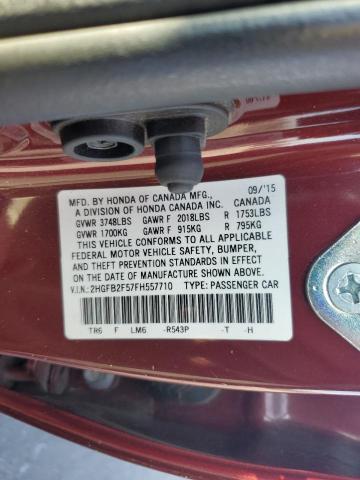 MFD. BY HONDA OF CANADA MFG., 09/'15
A DIVISION OF HONDA CANADA INC. CANADA
GVWR 3748LBS GAWR F 2018LBS R 1753LBS
GVWR 1700KG GAWR F 915KG R 795KG
THIS VEHICLE CONFORMS TO ALL APPLICABLE
FEDERAL MOTOR VEHICLE SAFETY, BUMPER,
AND THEFT PREVENTION STANDARDS IN EFFECT
ON THE DATE OF MANUFACTURE SHOWN ABOVE.
V.I.N.: 2HGFB2F57FH557710 TYPE: PASSENGER CAR
TR6 F LM6 -R543P -T -H